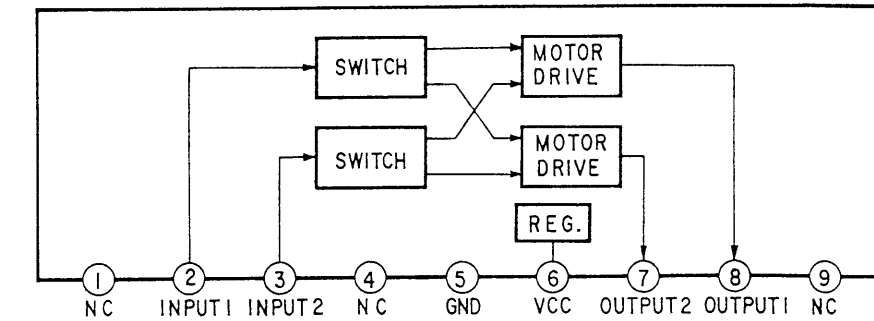 SWITCH
MOTOR
DRIVE
SWITCH
MOTOR
DRIVE
REG.
1 2 3 4 5 6 7 8 9
NC INPUT1 INPUT2 NC GND VCC OUTPUT2 OUTPUT1 NC